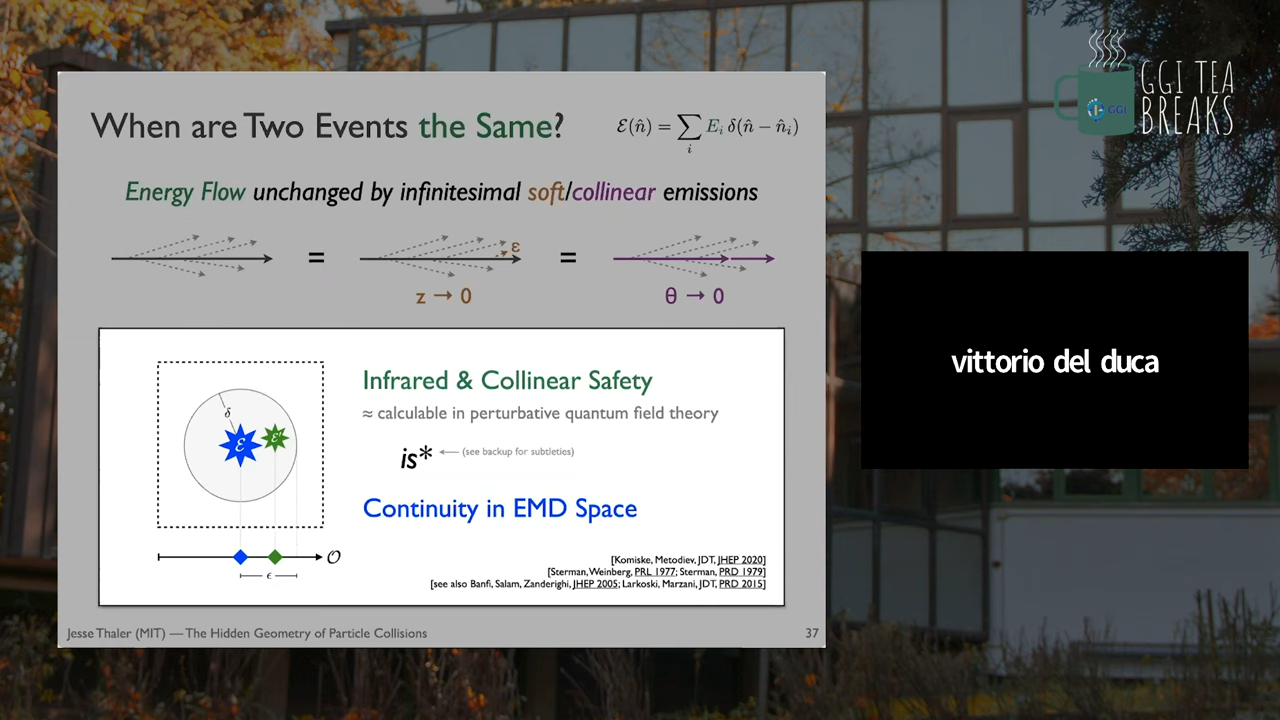 GGI TEA
BREAKS
GGI
When are Two Events the Same?
ℰ(n̂) = ∑ᵢ Eᵢ δ(n̂ − n̂ᵢ)
Energy Flow unchanged by infinitesimal soft/collinear emissions
= ε =
z → 0 θ → 0
Infrared & Collinear Safety
≈ calculable in perturbative quantum field theory
δ
ℰ ℰ′
is* ← (see backup for subtleties)
Continuity in EMD Space
𝒪
ϵ
[Komiske, Metodiev, JDT, JHEP 2020]
[Sterman, Weinberg, PRL 1977; Sterman, PRD 1979]
[see also Banfi, Salam, Zanderighi, JHEP 2005; Larkoski, Marzani, JDT, PRD 2015]
Jesse Thaler (MIT) — The Hidden Geometry of Particle Collisions 37
vittorio del duca